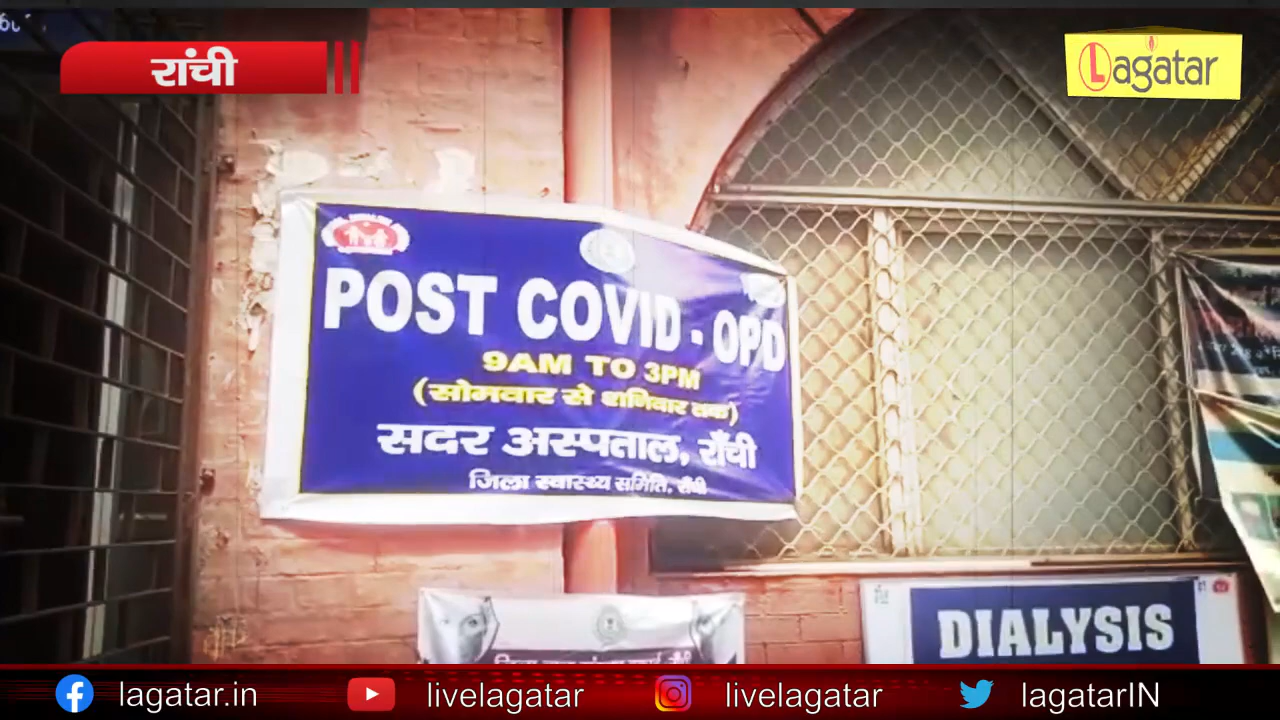 रांची
Lagatar
POST COVID - OPD
9AM TO 3PM
(सोमवार से शनिवार तक)
सदर अस्पताल, राँची
जिला स्वास्थ्य समिति, राँची
DIALYSIS
lagatar.in
livelagatar
livelagatar
lagatarIN